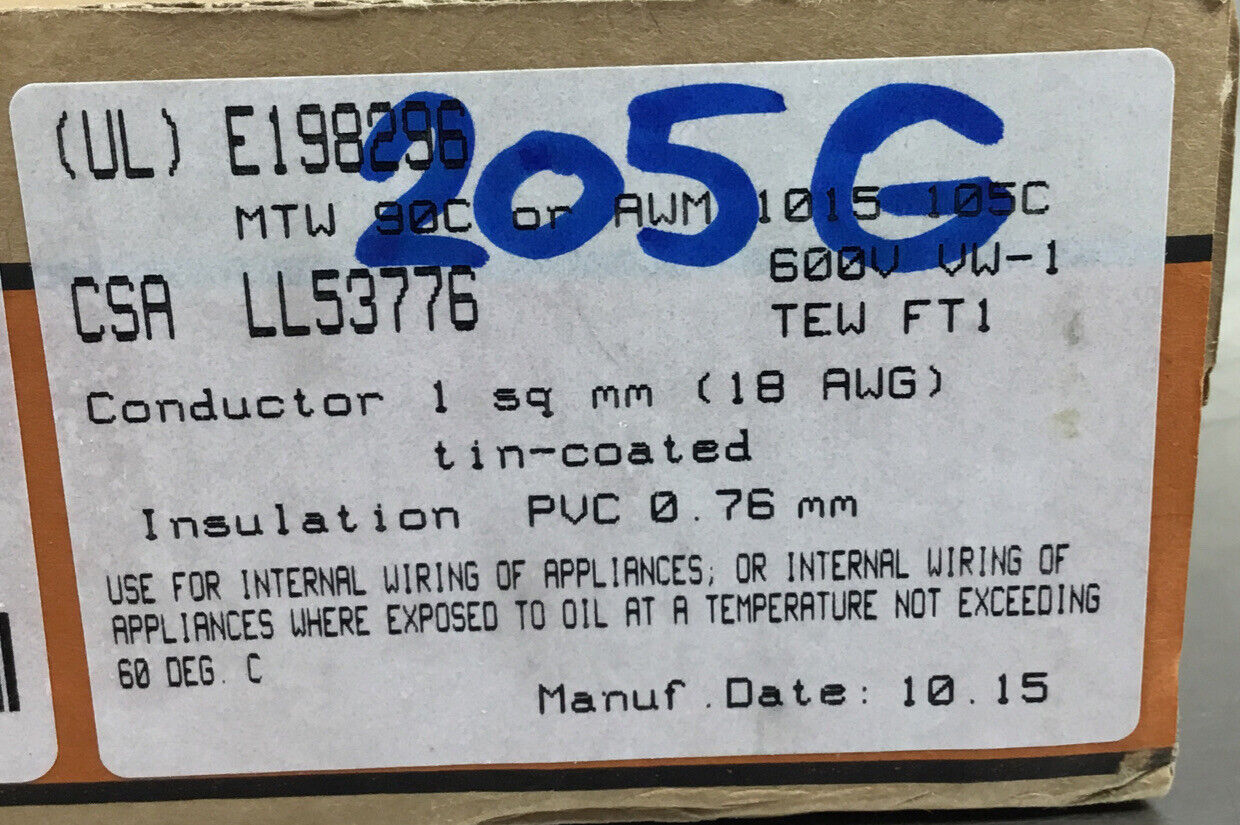 205G
(UL) E198296
MTW 90C or AWM 1015 105C
600V VW-1
CSA LL53776
TEW FT1
Conductor 1 sq mm (18 AWG)
tin-coated
Insulation PVC 0.76 mm
USE FOR INTERNAL WIRING OF APPLIANCES; OR INTERNAL WIRING OF
APPLIANCES WHERE EXPOSED TO OIL AT A TEMPERATURE NOT EXCEEDING
60 DEG. C
Manuf.Date: 10.15